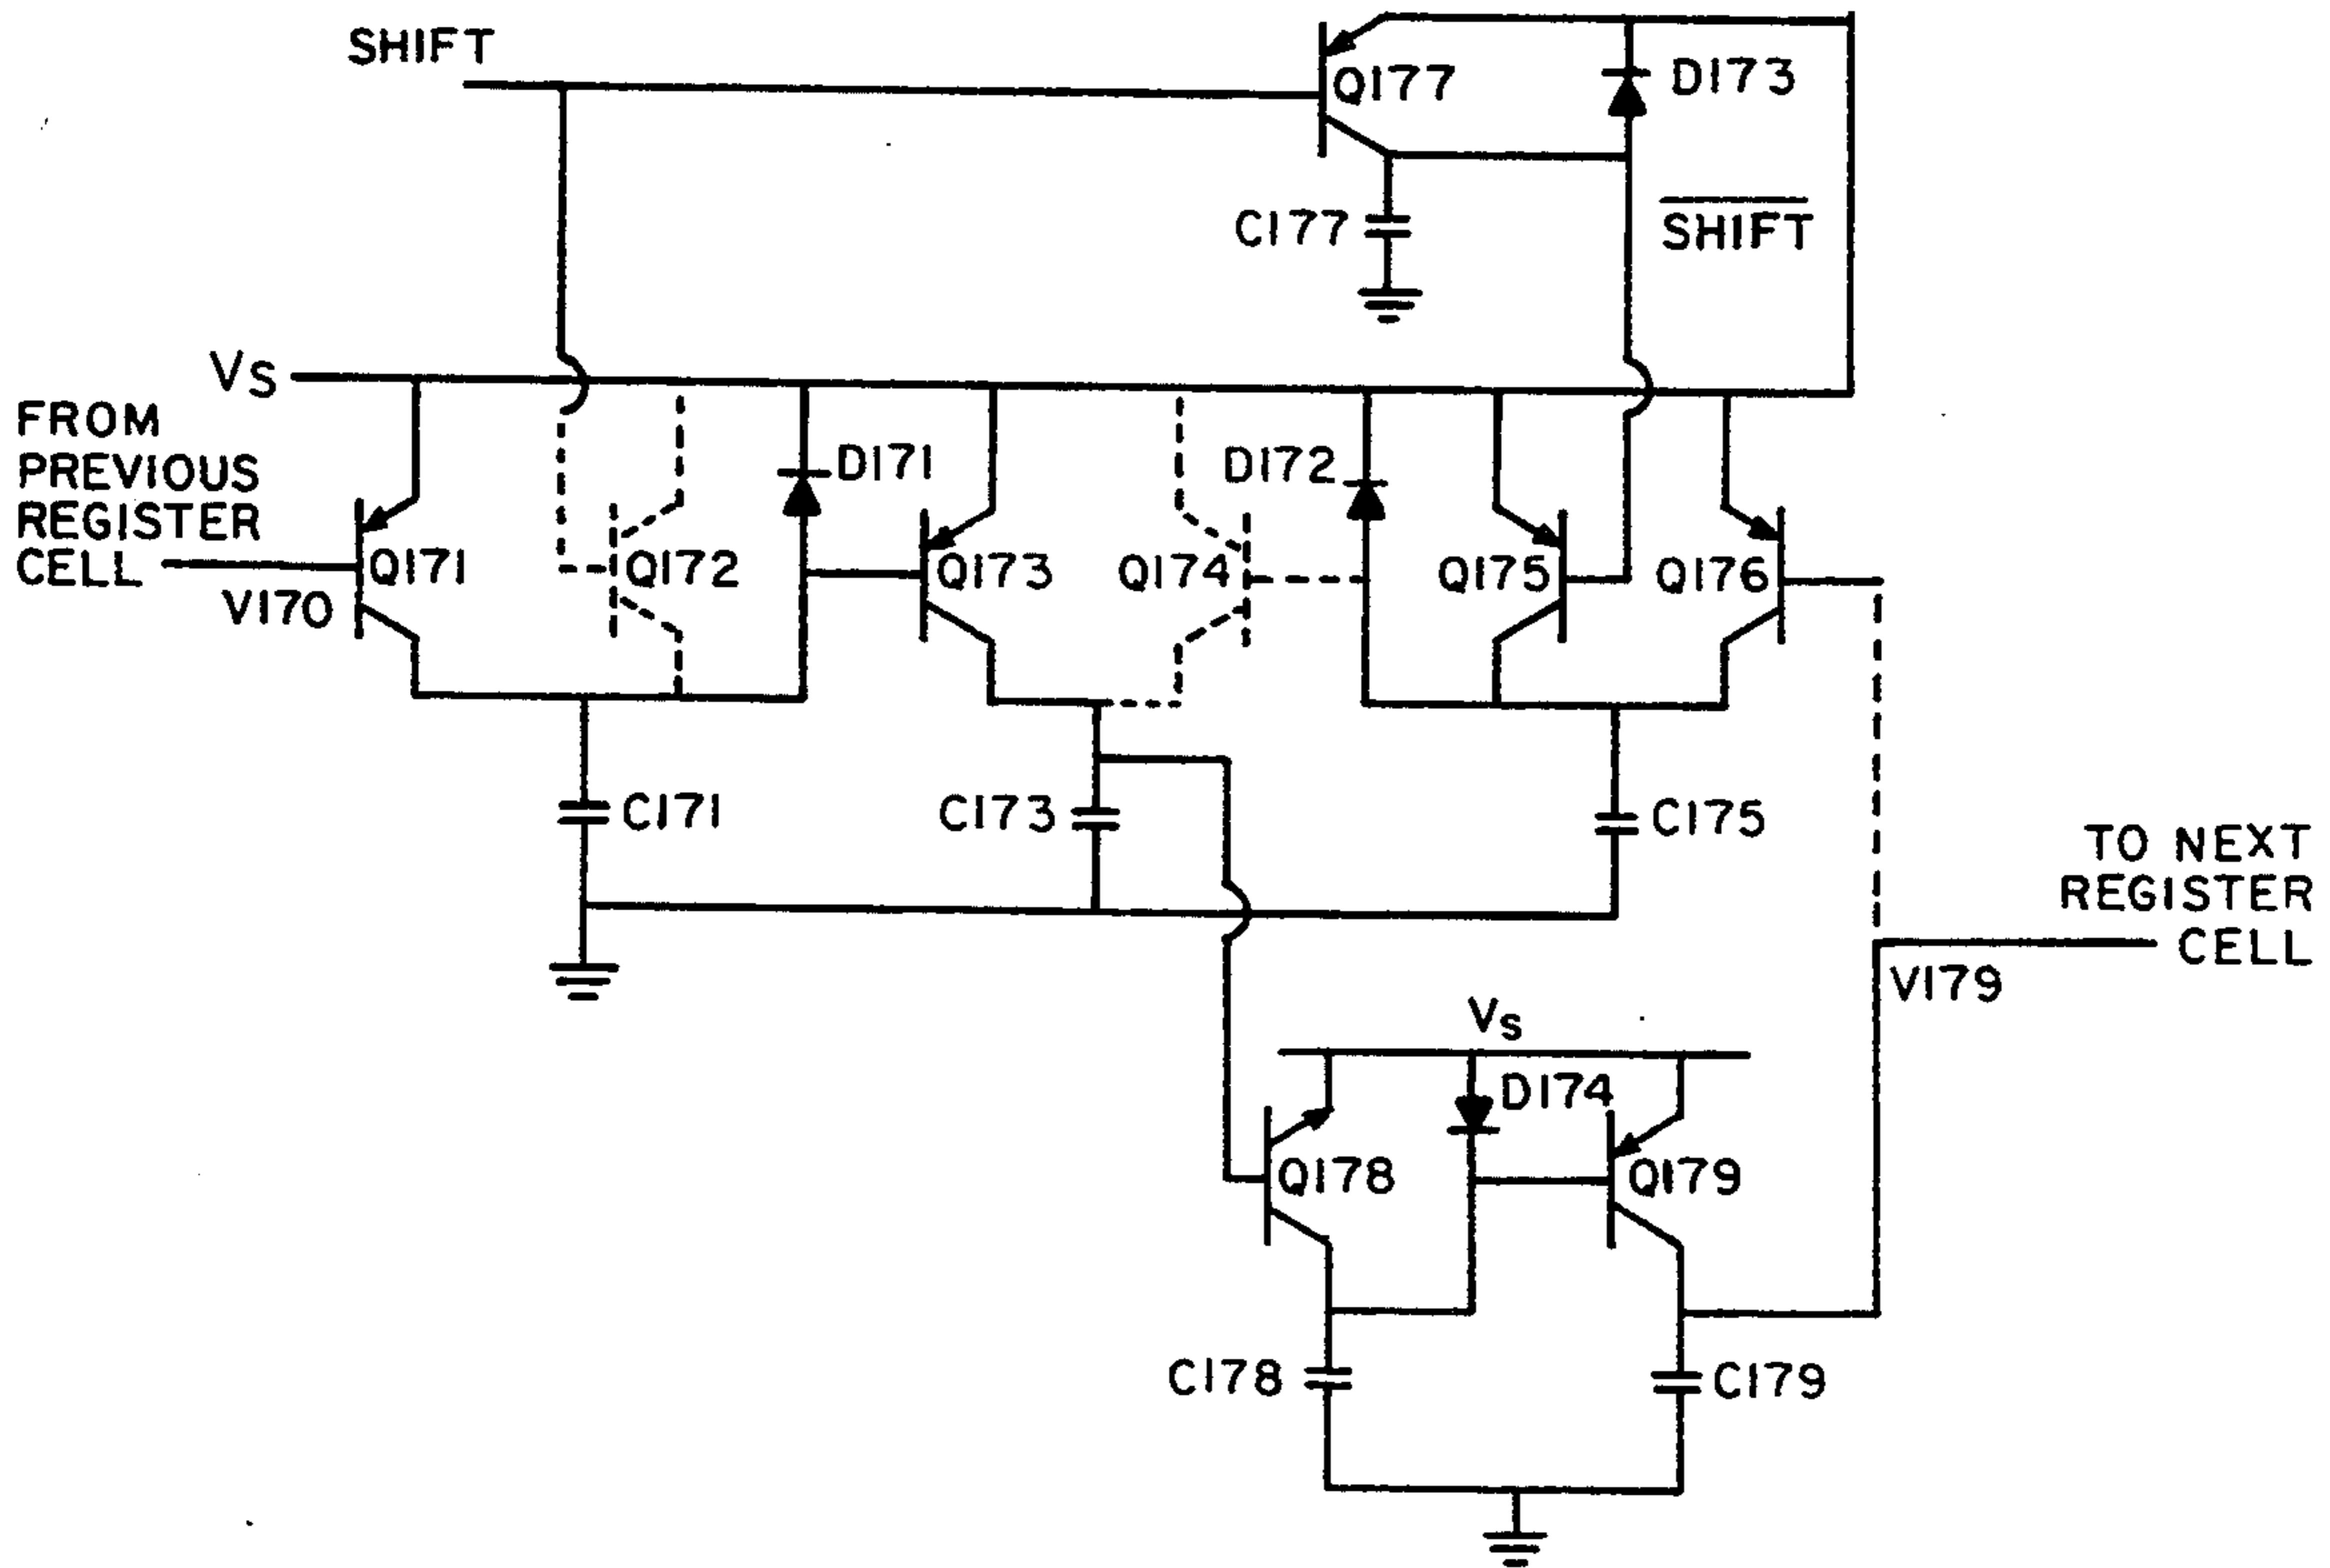 SHIFT
Q177
D173
C177
SHIFT
VS
FROM
PREVIOUS
REGISTER
CELL
V170
Q171
Q172
D171
Q173
Q174
D172
Q175
Q176
C171
C173
C175
TO NEXT
REGISTER
CELL
V179
VS
D174
Q178
Q179
C178
C179